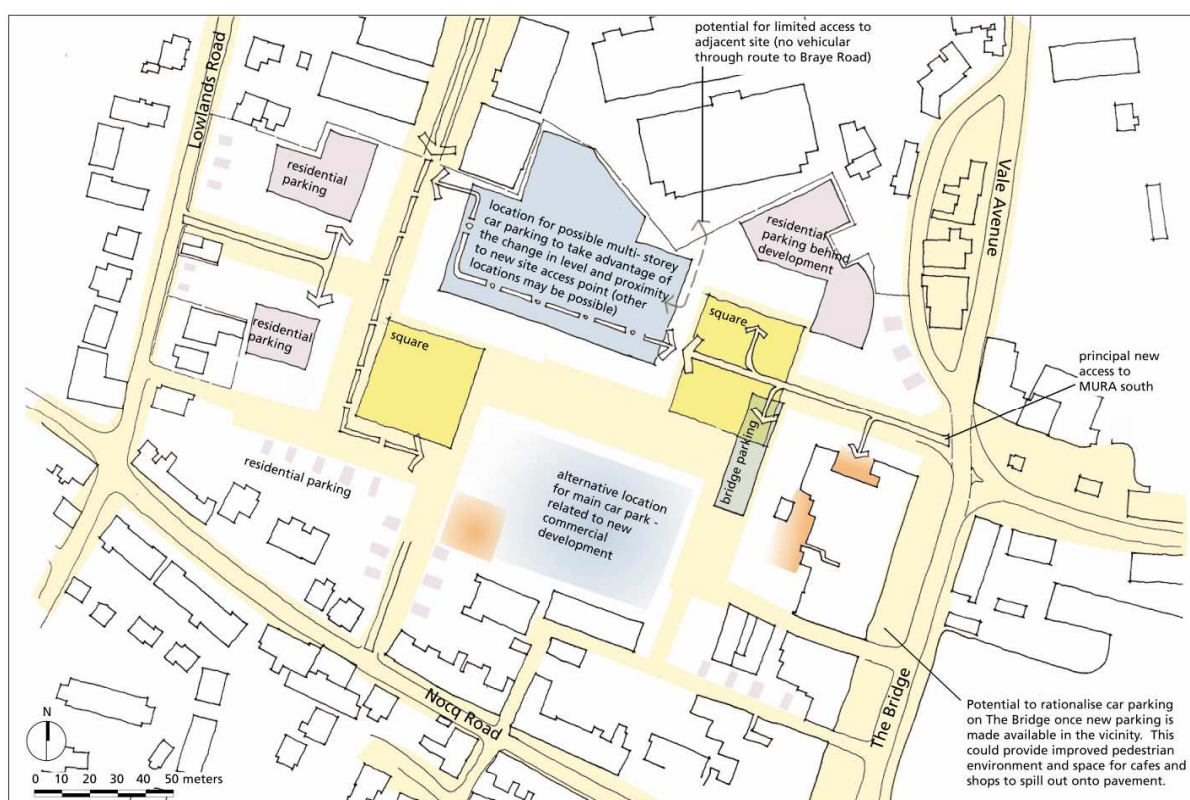 potential for limited access to
adjacent site (no vehicular
through route to Braye Road)
Lowlands Road
residential
parking
location for possible multi- storey
car parking to take advantage of
the change in level and proximity
to new site access point (other
locations may be possible)
residential
parking behind
development
Vale Avenue
residential
parking
square
square
principal new
access to
MURA south
residential parking
bridge parking
alternative location
for main car park -
related to new
commercial
development
Nocq Road
The Bridge
Potential to rationalise car parking
on The Bridge once new parking is
made available in the vicinity. This
could provide improved pedestrian
environment and space for cafes and
shops to spill out onto pavement.
N
0 10 20 30 40 50 meters